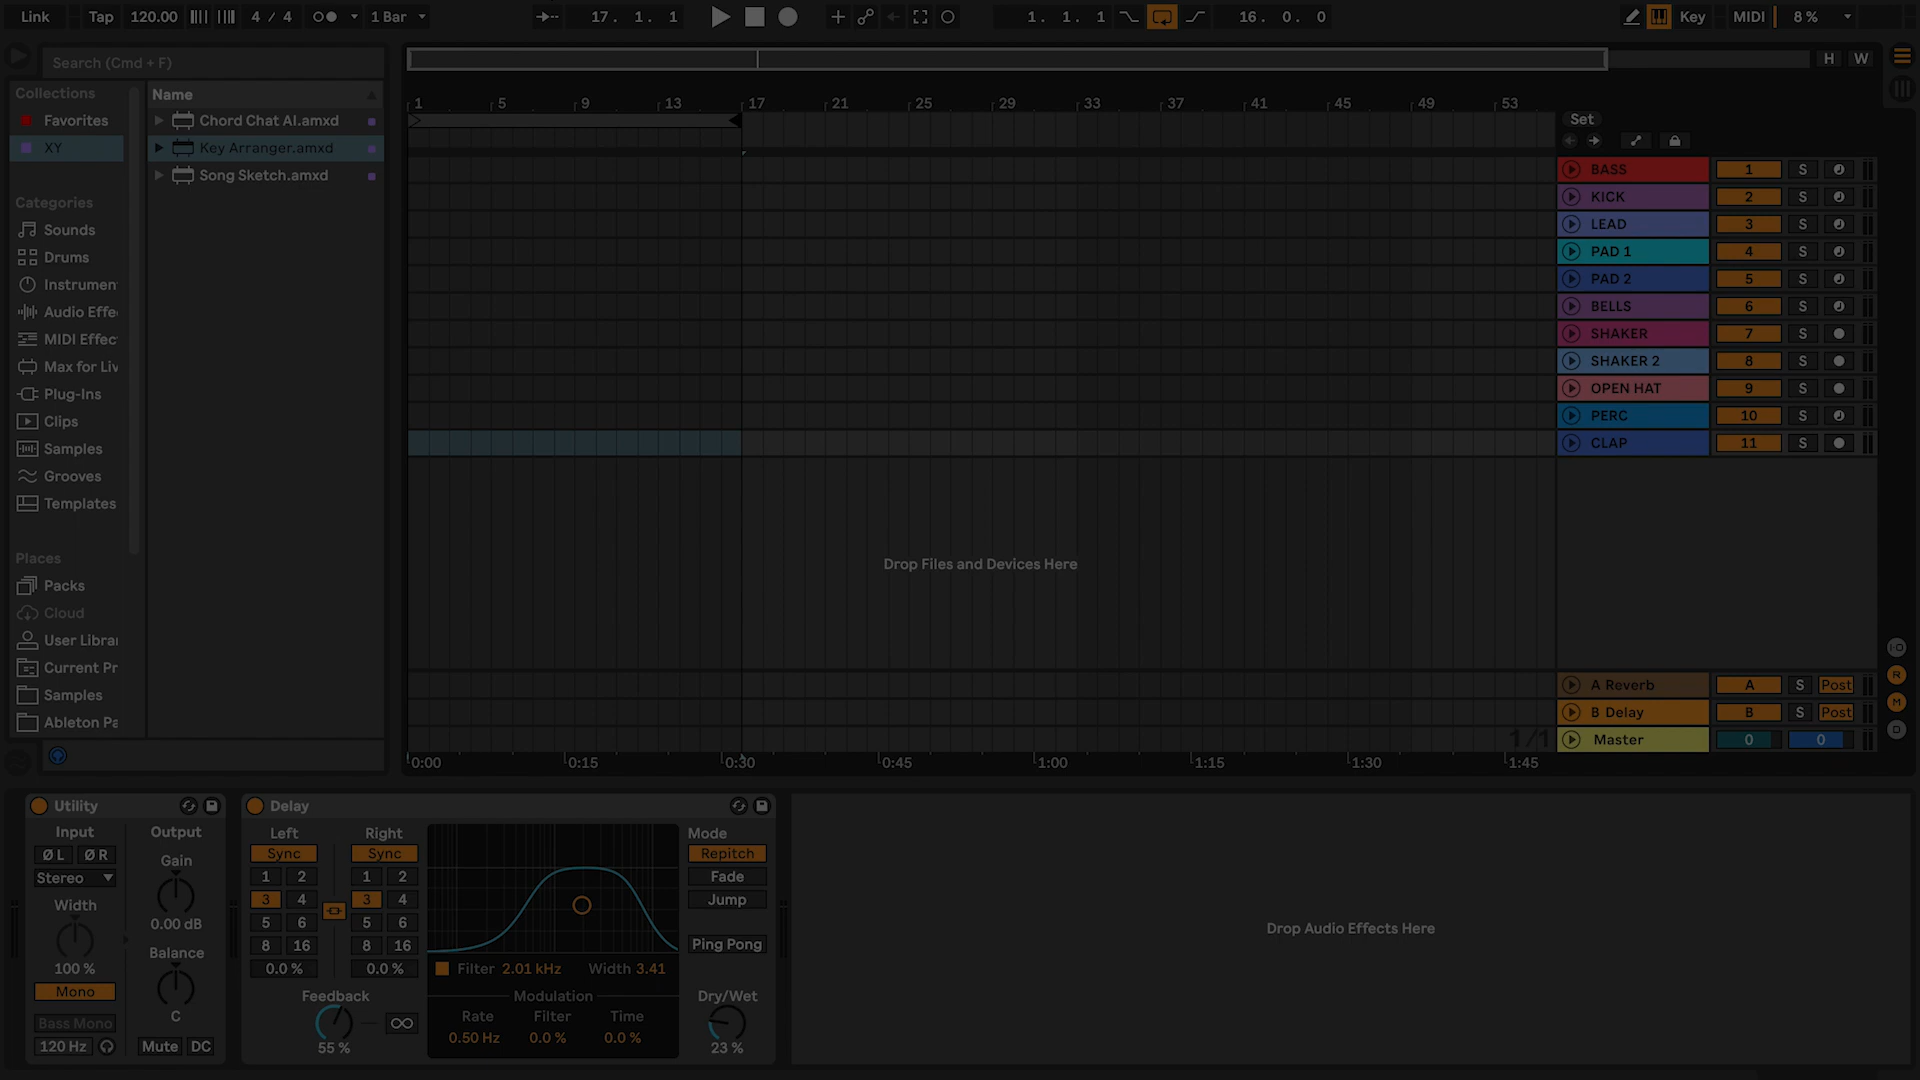 Link Tap 120.00 4 / 4 1 Bar 17. 1. 1 1. 1. 1 16. 0. 0 Key MIDI 8 %
Search (Cmd + F)
H W
Collections
Favorites
XY
Categories
Sounds
Drums
Instrumen
Audio Effe
MIDI Effec
Max for Liv
Plug-Ins
Clips
Samples
Grooves
Templates
Places
Packs
Cloud
User Librar
Current Pr
Samples
Ableton Pa
Name
Chord Chat AI.amxd
Key Arranger.amxd
Song Sketch.amxd
1 5 9 13 17 21 25 29 33 37 41 45 49 53
Set
BASS 1 S
KICK 2 S
LEAD 3 S
PAD 1 4 S
PAD 2 5 S
BELLS 6 S
SHAKER 7 S
SHAKER 2 8 S
OPEN HAT 9 S
PERC 10 S
CLAP 11 S
Drop Files and Devices Here
A Reverb A S Post
B Delay B S Post
1/1 Master 0 0
R
M
D
0:00 0:15 0:30 0:45 1:00 1:15 1:30 1:45
Utility
Input Output
Ø L Ø R Gain
Stereo
Width 0.00 dB
Balance
100 %
Mono
C
Bass Mono
120 Hz Mute DC
Delay
Left Right
Sync Sync
1 2 1 2
3 4 3 4
5 6 5 6
8 16 8 16
0.0 % 0.0 %
Feedback
55 %
Filter 2.01 kHz Width 3.41
Modulation
Rate Filter Time
0.50 Hz 0.0 % 0.0 %
Mode
Repitch
Fade
Jump
Ping Pong
Dry/Wet
23 %
Drop Audio Effects Here